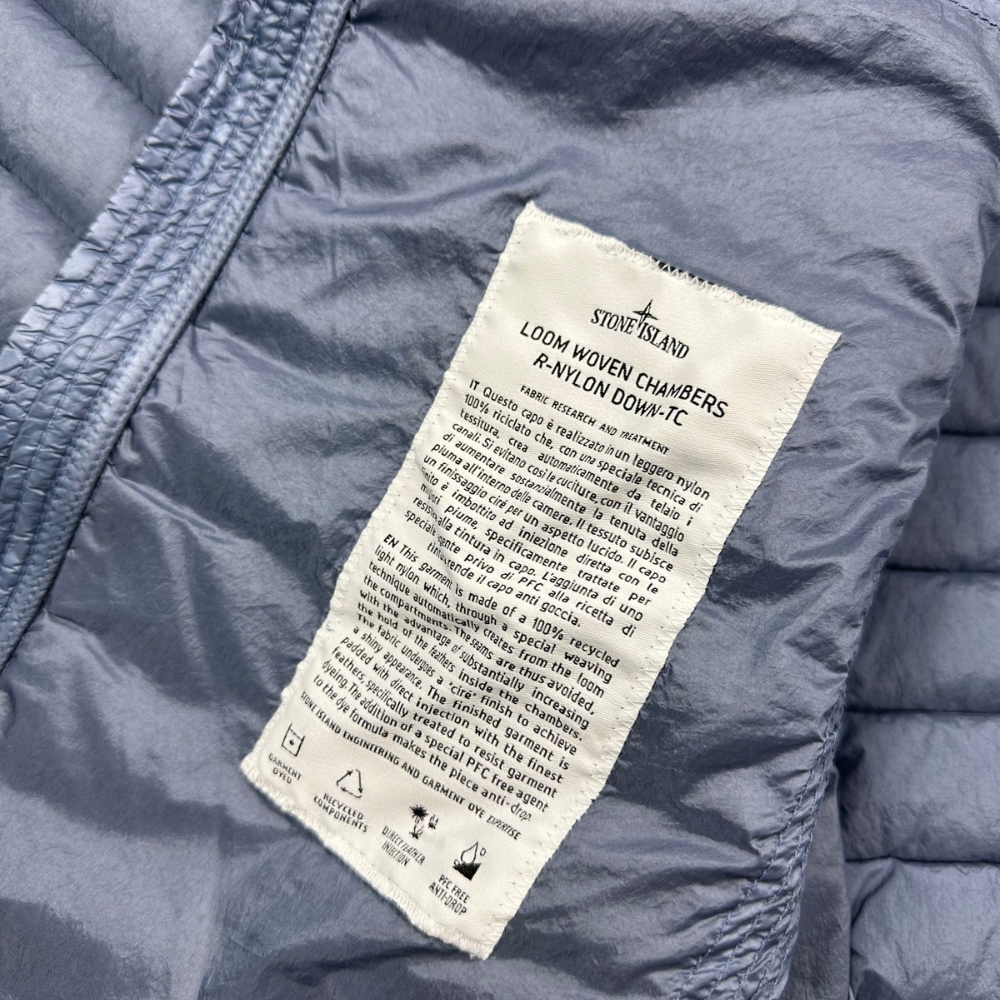 STONE ISLAND
LOOM WOVEN CHAMBERS
R-NYLON DOWN-TC
FABRIC RESEARCH AND TREATMENT
IT Questo capo è realizzato in un leggero nylon
100% riciclato che, con una speciale tecnica di
tessitura, crea automaticamente da telaio i
canali. Si evitano così le cuciture, con il vantaggio
di aumentare sostanzialmente la tenuta della
piuma all'interno delle camere. Il tessuto subisce
un finissaggio cirè per un aspetto lucido. Il capo
finito è imbottito ad iniezione diretta con le
migliori piume specificamente trattate per
resistere alla tintura in capo. L'aggiunta di uno
speciale agente privo di PFC alla ricetta di
rende il capo anti goccia.
EN This garment is made of a 100% recycled
light nylon which, through a special weaving
technique automatically creates from the loom
the compartments. The seams are thus avoided,
with the advantage of substantially increasing
the hold of the feathers inside the chambers.
The fabric undergoes a 'cirè' finish to achieve
a shiny appearance. The finished garment is
padded with direct injection with the finest
feathers, specifically treated to resist garment
dyeing. The addition of a special PFC free agent
to the dye formula makes the piece anti-drop.
STONE ISLAND ENGINEERING AND GARMENT DYE EXPERTISE
GARMENT
DYED
RECYCLED
COMPONENTS
DIRECT FEATHER
INJECTION
PFC FREE
ANTI-DROP